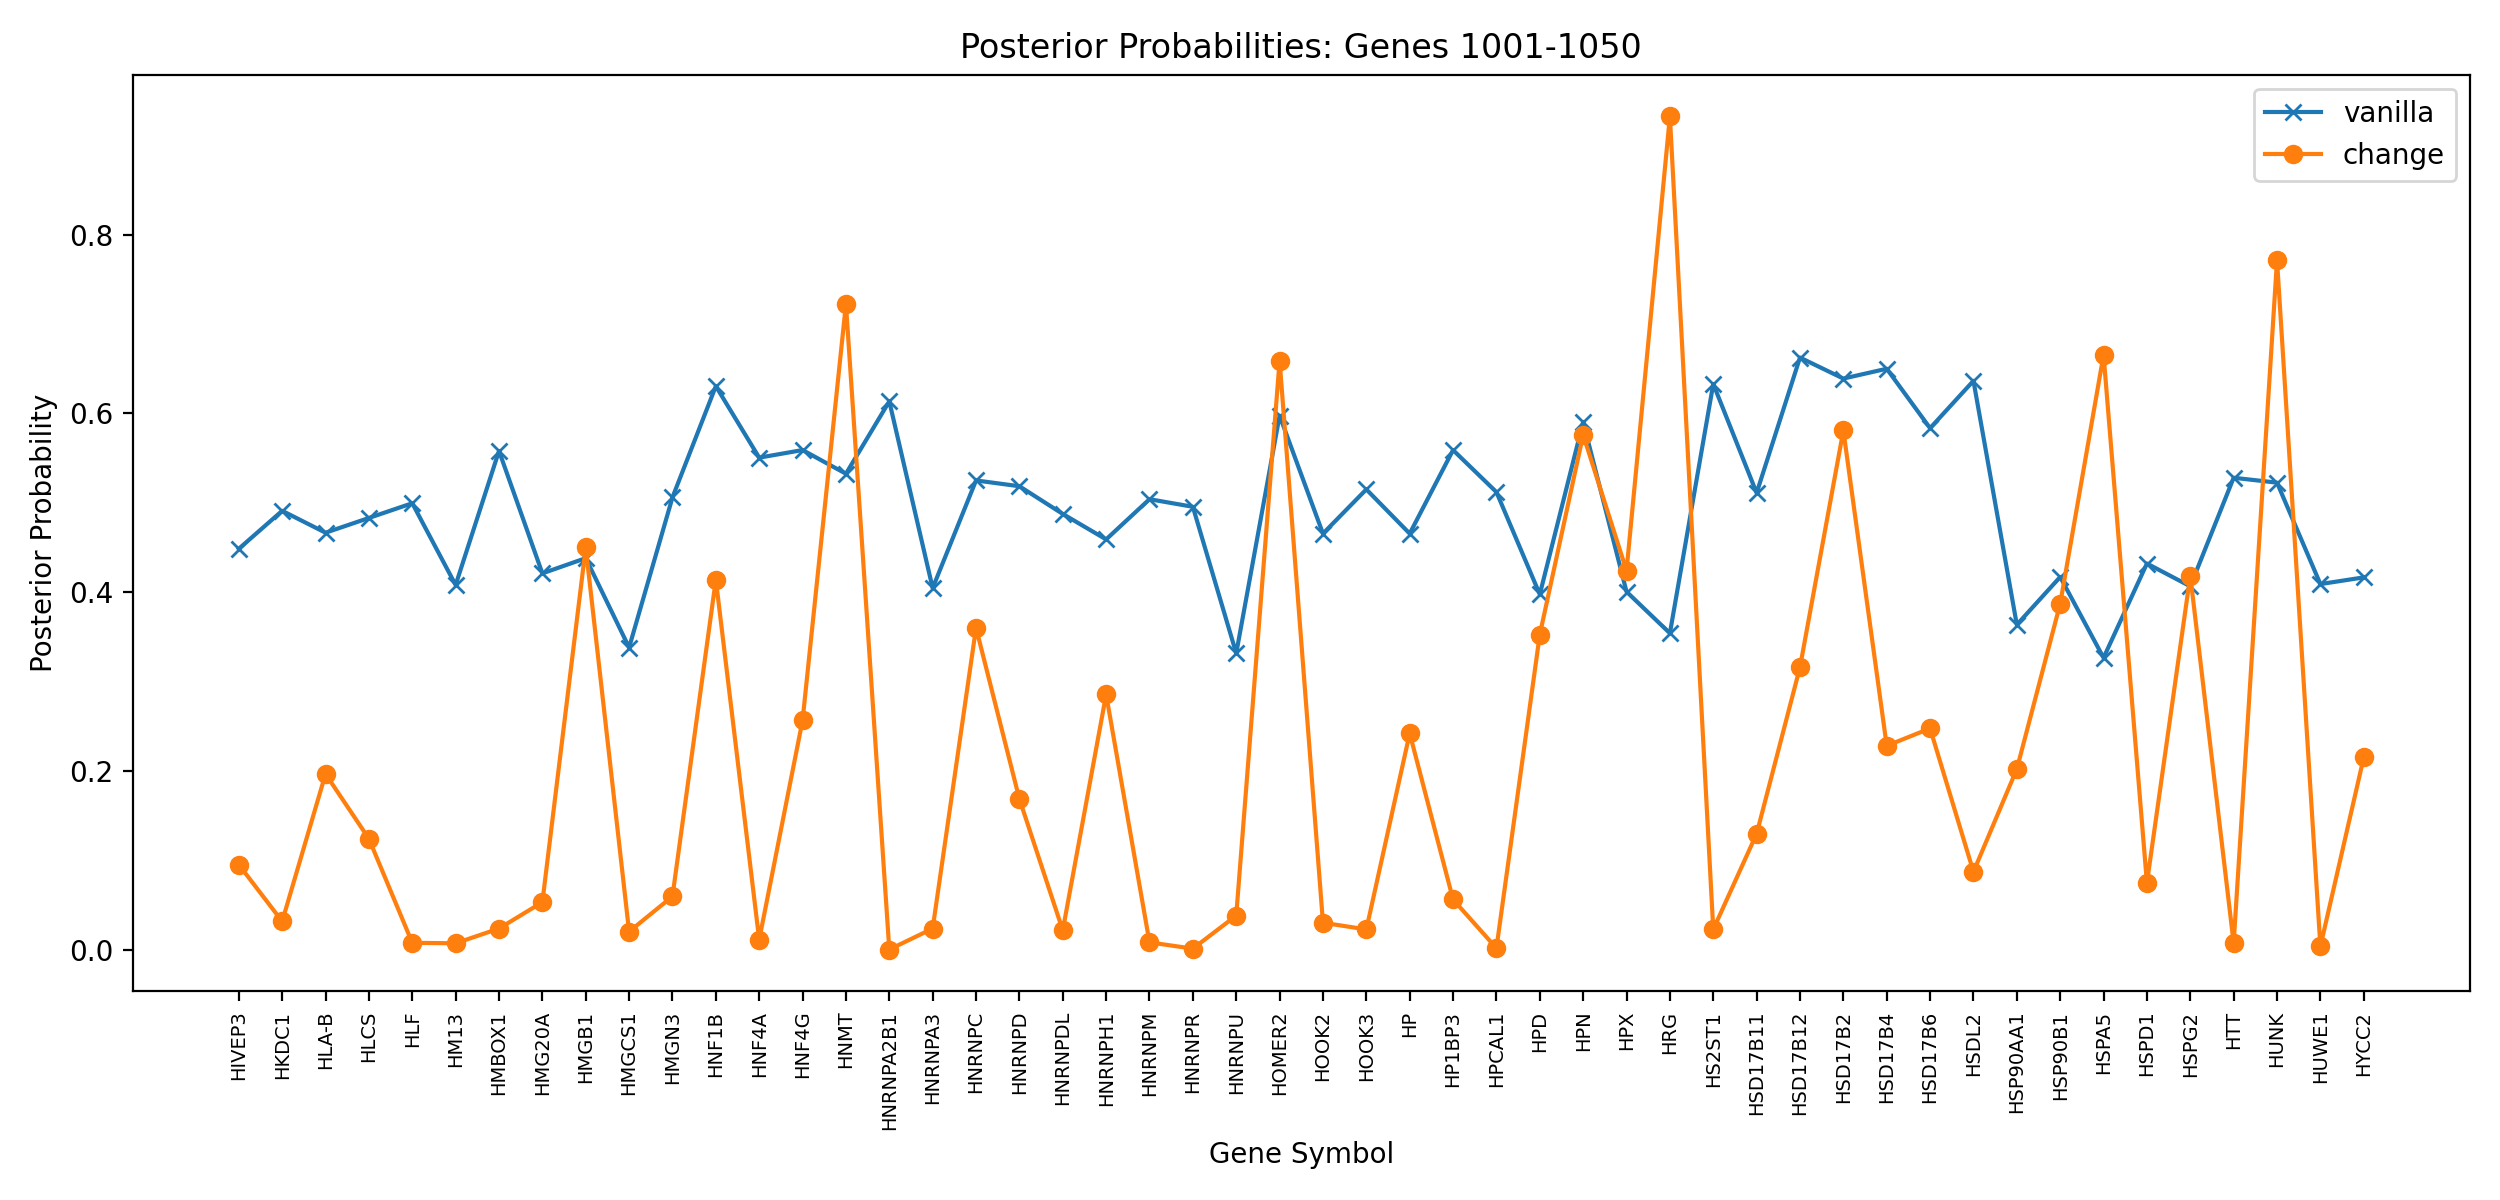 Posterior Probabilities: Genes 1001-1050
vanilla
change
Posterior Probability
0.8
0.6
0.4
0.2
0.0
HIVEP3
HKDC1
HLA-B
HLCS
HLF
HM13
HMBOX1
HMG20A
HMGB1
HMGCS1
HMGN3
HNF1B
HNF4A
HNF4G
HNMT
HNRNPA2B1
HNRNPA3
HNRNPC
HNRNPD
HNRNPDL
HNRNPH1
HNRNPM
HNRNPR
HNRNPU
HOMER2
HOOK2
HOOK3
HP
HP1BP3
HPCAL1
HPD
HPN
HPX
HRG
HS2ST1
HSD17B11
HSD17B12
HSD17B2
HSD17B4
HSD17B6
HSDL2
HSP90AA1
HSP90B1
HSPA5
HSPD1
HSPG2
HTT
HUNK
HUWE1
HYCC2
Gene Symbol